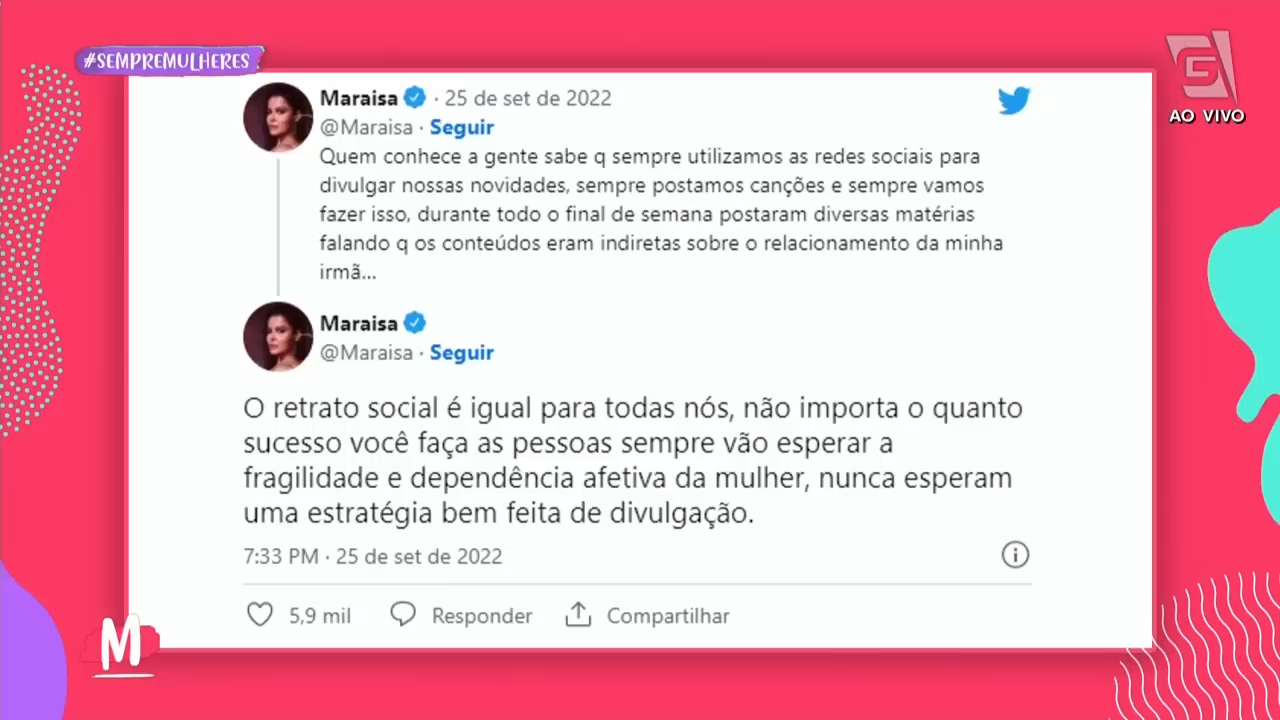 #SEMPREMULHERES
G
AO VIVO
Maraisa · 25 de set de 2022
@Maraisa · Seguir
Quem conhece a gente sabe q sempre utilizamos as redes sociais para
divulgar nossas novidades, sempre postamos canções e sempre vamos
fazer isso, durante todo o final de semana postaram diversas matérias
falando q os conteúdos eram indiretas sobre o relacionamento da minha
irmã...
Maraisa
@Maraisa · Seguir
O retrato social é igual para todas nós, não importa o quanto
sucesso você faça as pessoas sempre vão esperar a
fragilidade e dependência afetiva da mulher, nunca esperam
uma estratégia bem feita de divulgação.
7:33 PM · 25 de set de 2022
5,9 mil Responder Compartilhar
M